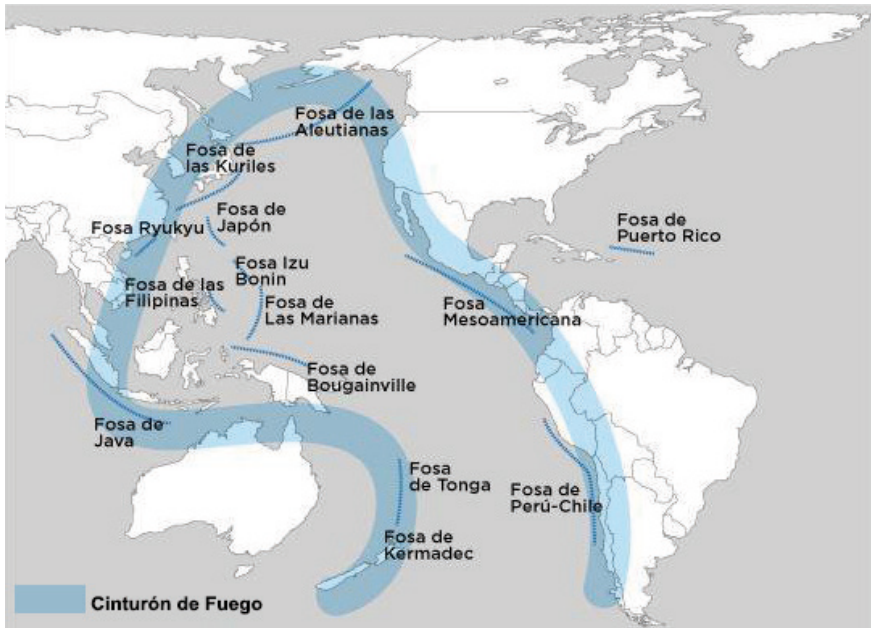 Fosa de las
Aleutianas
Fosa de
las Kuriles
Fosa de
Japón
Fosa Ryukyu
Fosa de
Puerto Rico
Fosa Izu
Bonin
Fosa de las
Filipinas
Fosa de
Las Marianas
Fosa
Mesoamericana
Fosa de
Bougainville
Fosa de
Java
Fosa
de Tonga
Fosa de
Perú-Chile
Fosa de
Kermadec
Cinturón de Fuego